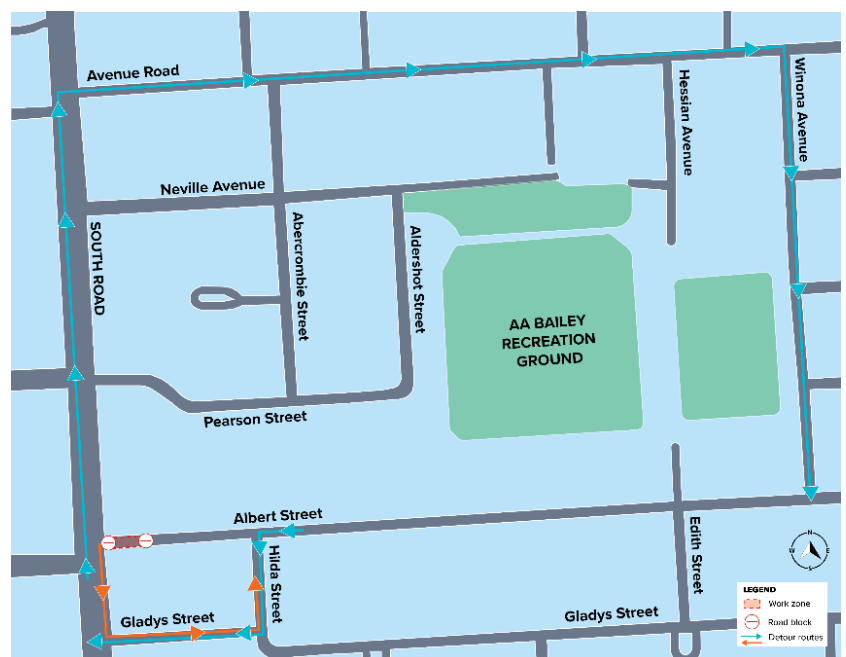 Avenue Road
Hessian Avenue
Winona Avenue
Neville Avenue
SOUTH ROAD
Abercrombie Street
Aldershot Street
AA BAILEY
RECREATION
GROUND
Pearson Street
Albert Street
Hilda Street
Edith Street
Gladys Street
Gladys Street
N
W
E
S
LEGEND
Work zone
Road block
Detour routes